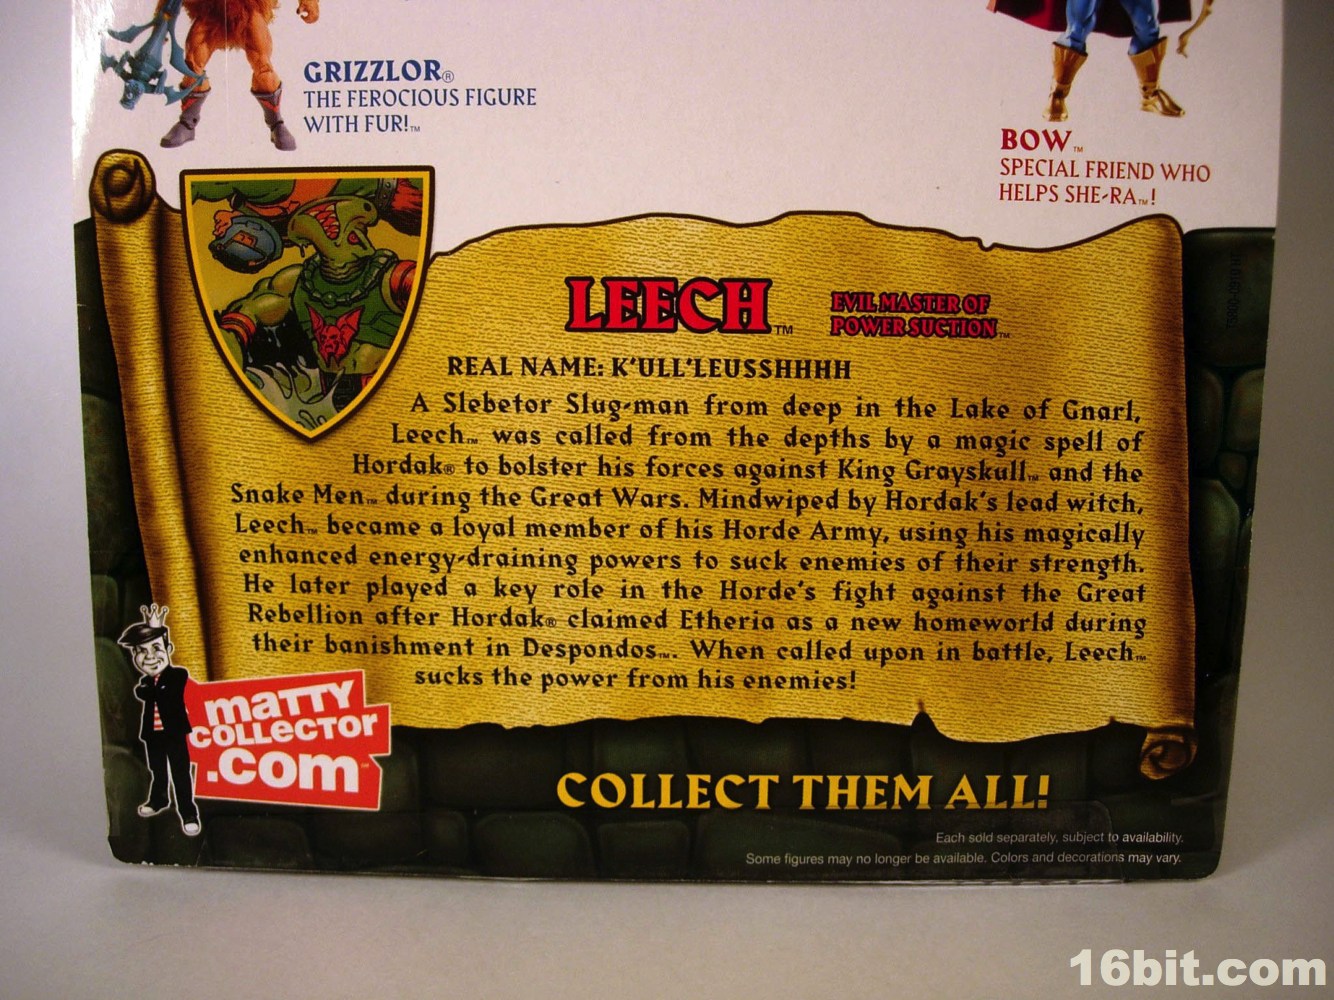 GRIZZLOR®
THE FEROCIOUS FIGURE
WITH FUR!™
BOW™
SPECIAL FRIEND WHO
HELPS SHE-RA™!
LEECH™
EVIL MASTER OF
POWER SUCTION™
REAL NAME: K'ULL'LEUSSHHHH
A Slebetor Slug-man from deep in the Lake of Gnarl,
Leech™ was called from the depths by a magic spell of
Hordak® to bolster his forces against King Grayskull™ and the
Snake Men™ during the Great Wars. Mindwiped by Hordak's lead witch,
Leech™ became a loyal member of his Horde Army, using his magically
enhanced energy-draining powers to suck enemies of their strength.
He later played a key role in the Horde's fight against the Great
Rebellion after Hordak® claimed Etheria as a new homeworld during
their banishment in Despondos™. When called upon in battle, Leech™
sucks the power from his enemies!
maTTY
COLLECTOR
.com™
COLLECT THEM ALL!
Each sold separately, subject to availability.
Some figures may no longer be available. Colors and decorations may vary.
16bit.com